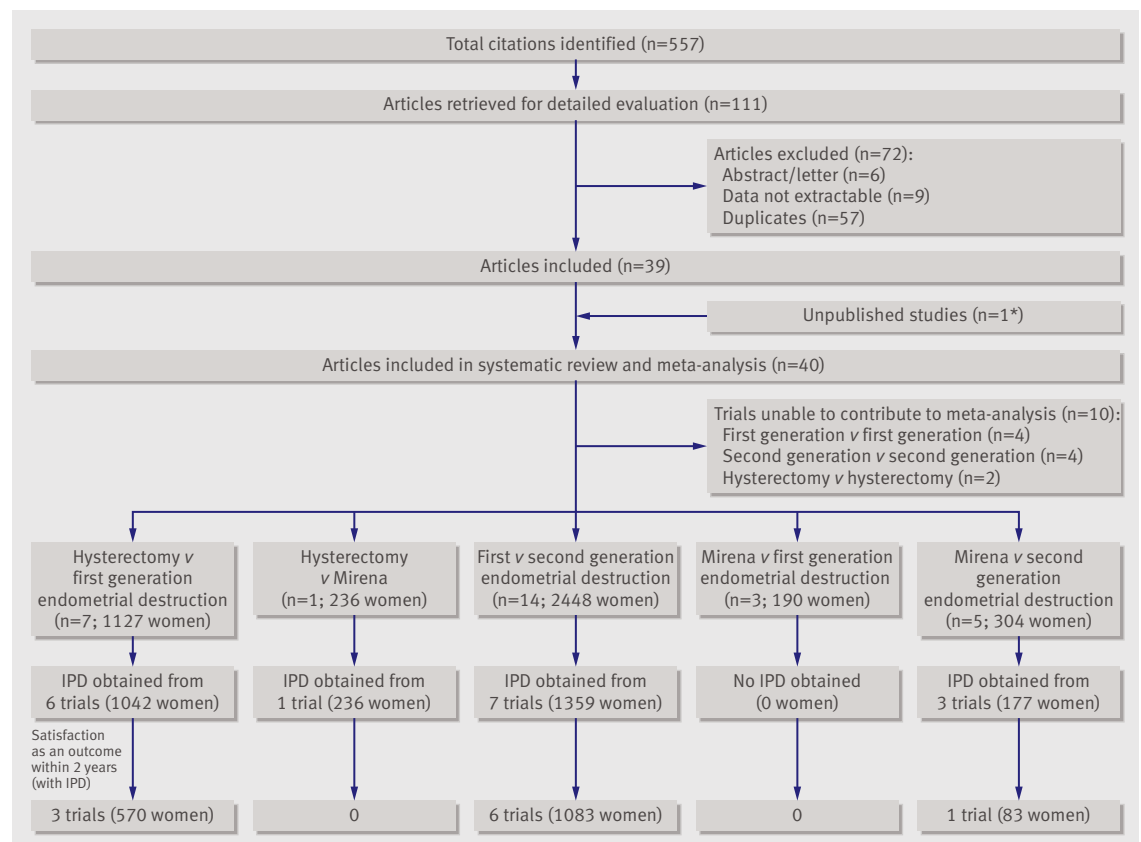 Total citations identified (n=557)
Articles retrieved for detailed evaluation (n=111)
Articles excluded (n=72):
Abstract/letter (n=6)
Data not extractable (n=9)
Duplicates (n=57)
Articles included (n=39)
Unpublished studies (n=1*)
Articles included in systematic review and meta-analysis (n=40)
Trials unable to contribute to meta-analysis (n=10):
First generation v first generation (n=4)
Second generation v second generation (n=4)
Hysterectomy v hysterectomy (n=2)
Hysterectomy v
first generation
endometrial destruction
(n=7; 1127 women)
Hysterectomy
v Mirena
(n=1; 236 women)
First v second generation
endometrial destruction
(n=14; 2448 women)
Mirena v first generation
endometrial destruction
(n=3; 190 women)
Mirena v second
generation
endometrial destruction
(n=5; 304 women)
IPD obtained from
6 trials (1042 women)
IPD obtained from
1 trial (236 women)
IPD obtained from
7 trials (1359 women)
No IPD obtained
(0 women)
IPD obtained from
3 trials (177 women)
Satisfaction
as an outcome
within 2 years
(with IPD)
3 trials (570 women)
0
6 trials (1083 women)
0
1 trial (83 women)